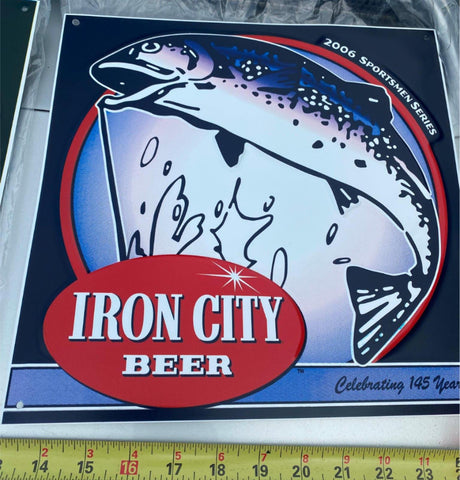 2006 SPORTSMEN SERIES
IRON CITY
BEER
™
Celebrating 145 Year
14 15 16 17 18 19 20 21 22 23